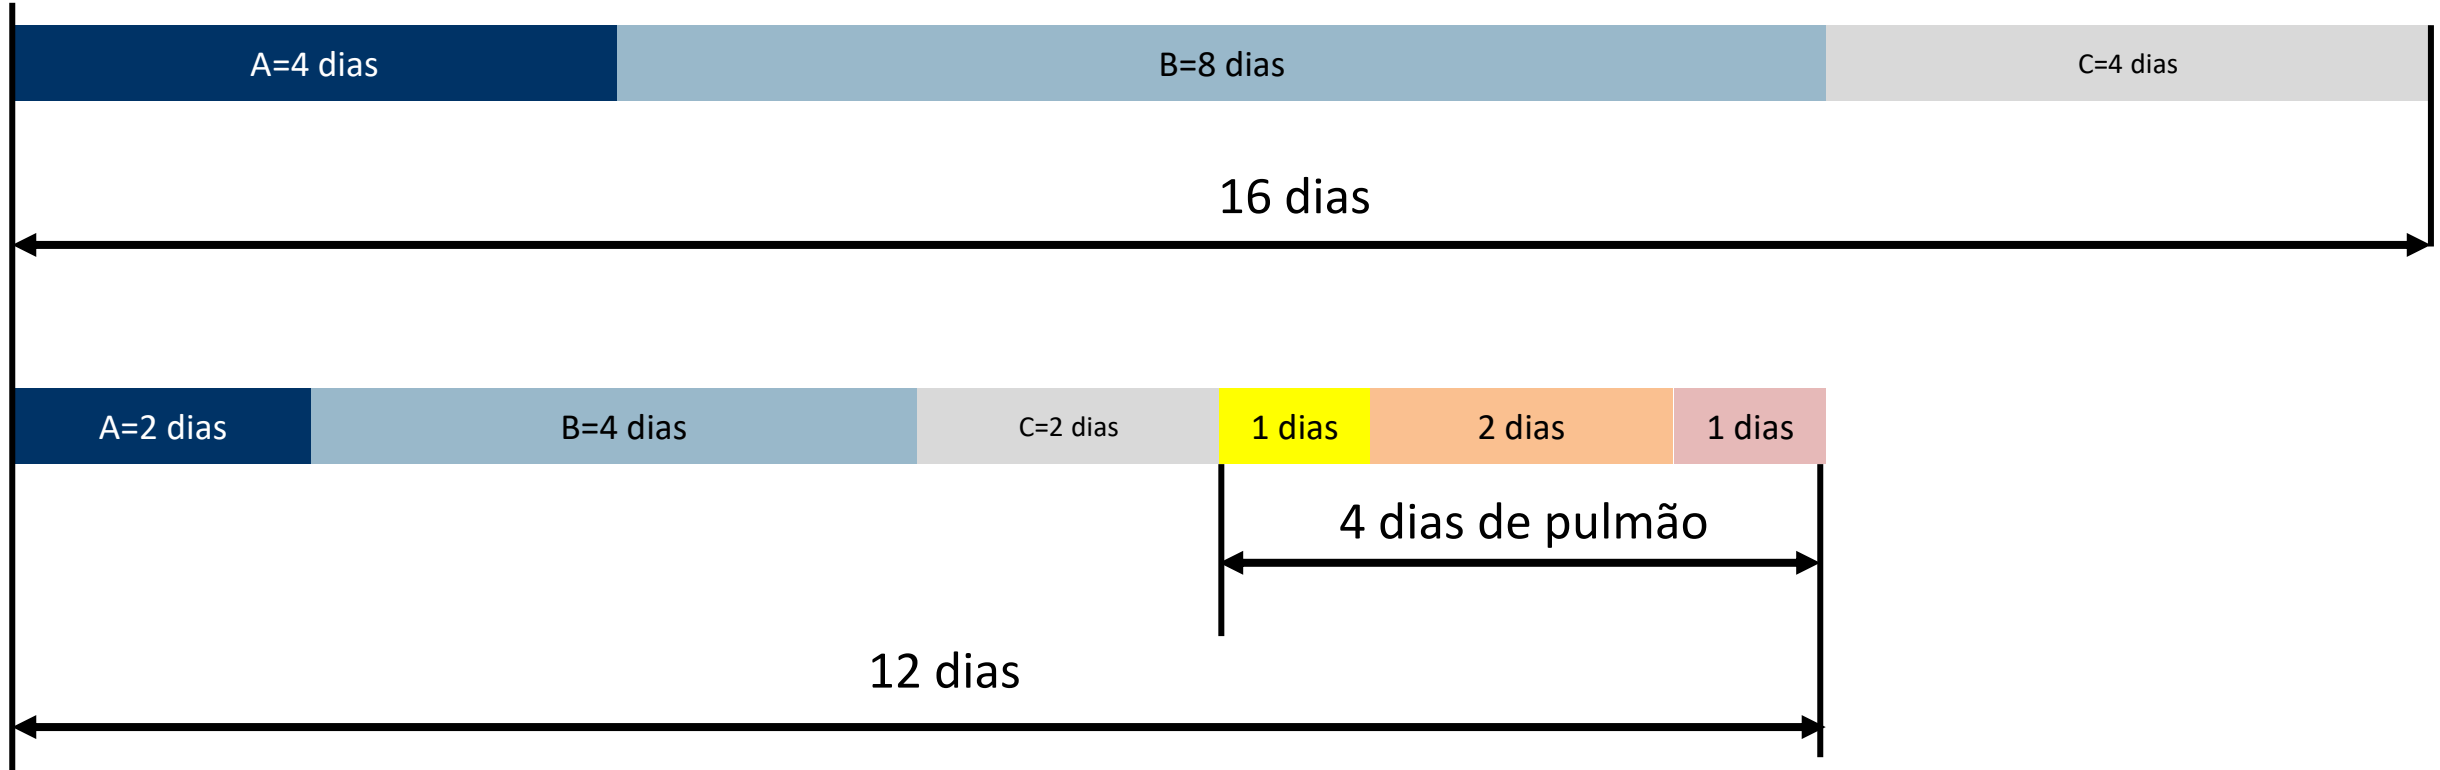 A=4 dias
B=8 dias
C=4 dias
16 dias
A=2 dias
B=4 dias
C=2 dias
1 dias
2 dias
1 dias
4 dias de pulmão
12 dias